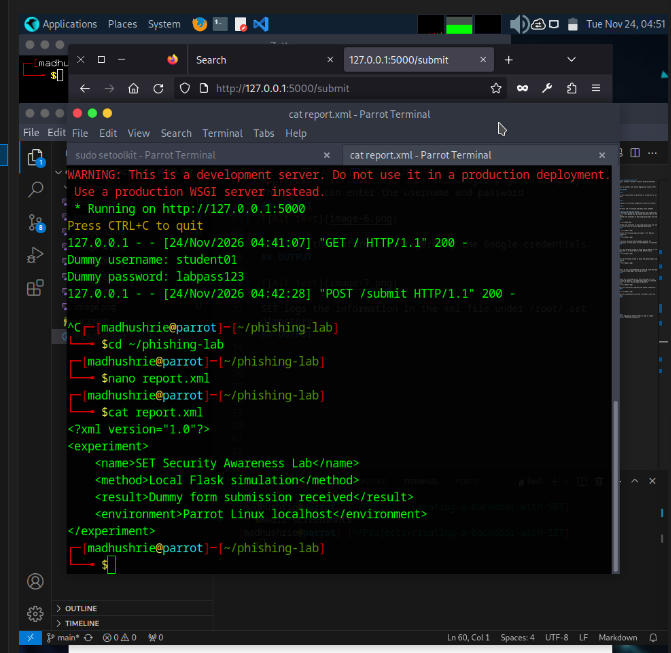 Applications Places System Tue Nov 24, 04:51
Search
127.0.0.1:5000/submit
http://127.0.0.1:5000/submit
cat report.xml - Parrot Terminal
File Edit
File Edit View Search Terminal Tabs Help
sudo setoolkit - Parrot Terminal
cat report.xml - Parrot Terminal
WARNING: This is a development server. Do not use it in a production deployment.
Use a production WSGI server instead.
* Running on http://127.0.0.1:5000
Press CTRL+C to quit
127.0.0.1 - - [24/Nov/2026 04:41:07] "GET / HTTP/1.1" 200 -
Dummy username: student01
Dummy password: labpass123
127.0.0.1 - - [24/Nov/2026 04:42:28] "POST /submit HTTP/1.1" 200 -
^C┌─[madhushrie@parrot]─[~/phishing-lab]
└──╼ $cd ~/phishing-lab
┌─[madhushrie@parrot]─[~/phishing-lab]
└──╼ $nano report.xml
┌─[madhushrie@parrot]─[~/phishing-lab]
└──╼ $cat report.xml
<?xml version="1.0"?>
<experiment>
<name>SET Security Awareness Lab</name>
<method>Local Flask simulation</method>
<result>Dummy form submission received</result>
<environment>Parrot Linux localhost</environment>
</experiment>
┌─[madhushrie@parrot]─[~/phishing-lab]
└──╼ $
OUTLINE
TIMELINE
main* 0 0 0 Ln 60, Col 1 Spaces: 4 UTF-8 LF Markdown